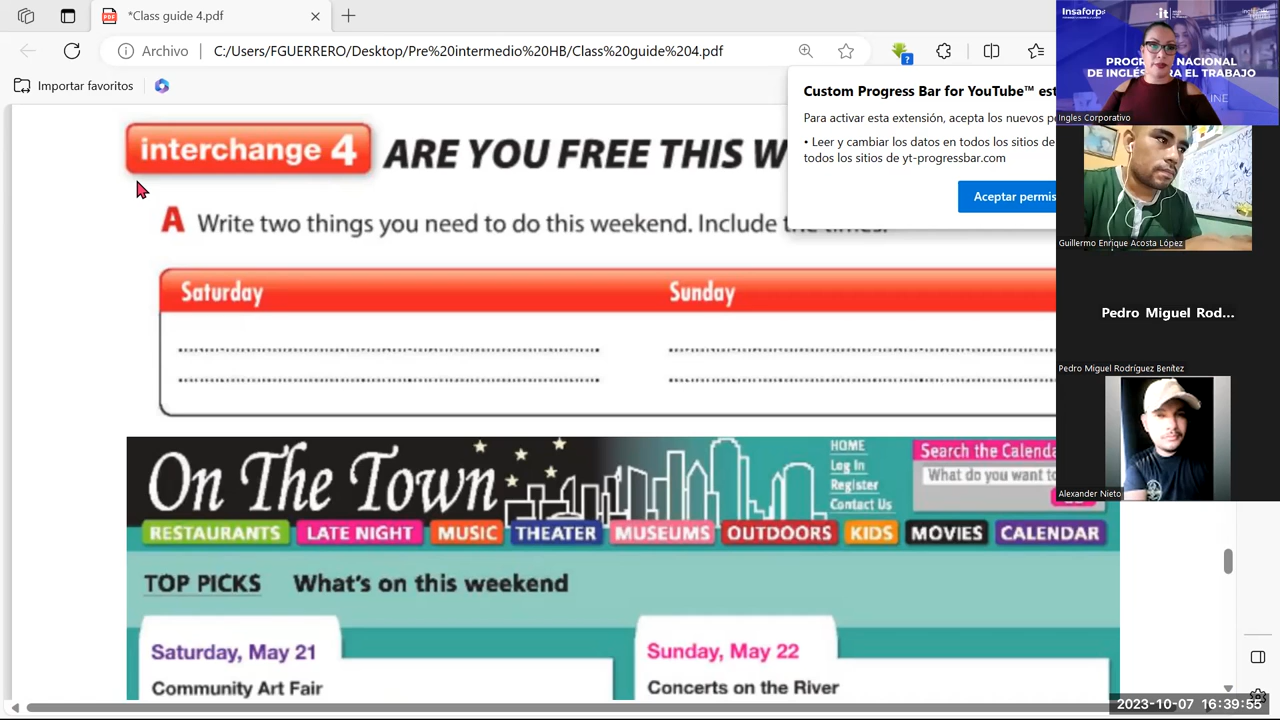 *Class guide 4.pdf
Archivo
C:/Users/FGUERRERO/Desktop/Pre%20intermedio%20HB/Class%20guide%204.pdf
Importar favoritos
Custom Progress Bar for YouTube™ est
Para activar esta extensión, acepta los nuevos pe
• Leer y cambiar los datos en todos los sitios de
todos los sitios de yt-progressbar.com
Aceptar permis
interchange 4 ARE YOU FREE THIS W
A Write two things you need to do this weekend. Include the times.
Saturday
Sunday
On The Town
HOME
Log In
Register
Contact Us
Search the Calenda
What do you want to
RESTAURANTS LATE NIGHT MUSIC THEATER MUSEUMS OUTDOORS KIDS MOVIES CALENDAR
TOP PICKS What's on this weekend
Saturday, May 21
Community Art Fair
Sunday, May 22
Concerts on the River
Insaforp
it
PROGR NACIONAL
DE INGLÉS PARA EL TRABAJO
INE
Ingles Corporativo
Guillermo Enrique Acosta López
Pedro Miguel Rod...
Pedro Miguel Rodríguez Benítez
Alexander Nieto
2023-10-07 16:39:55